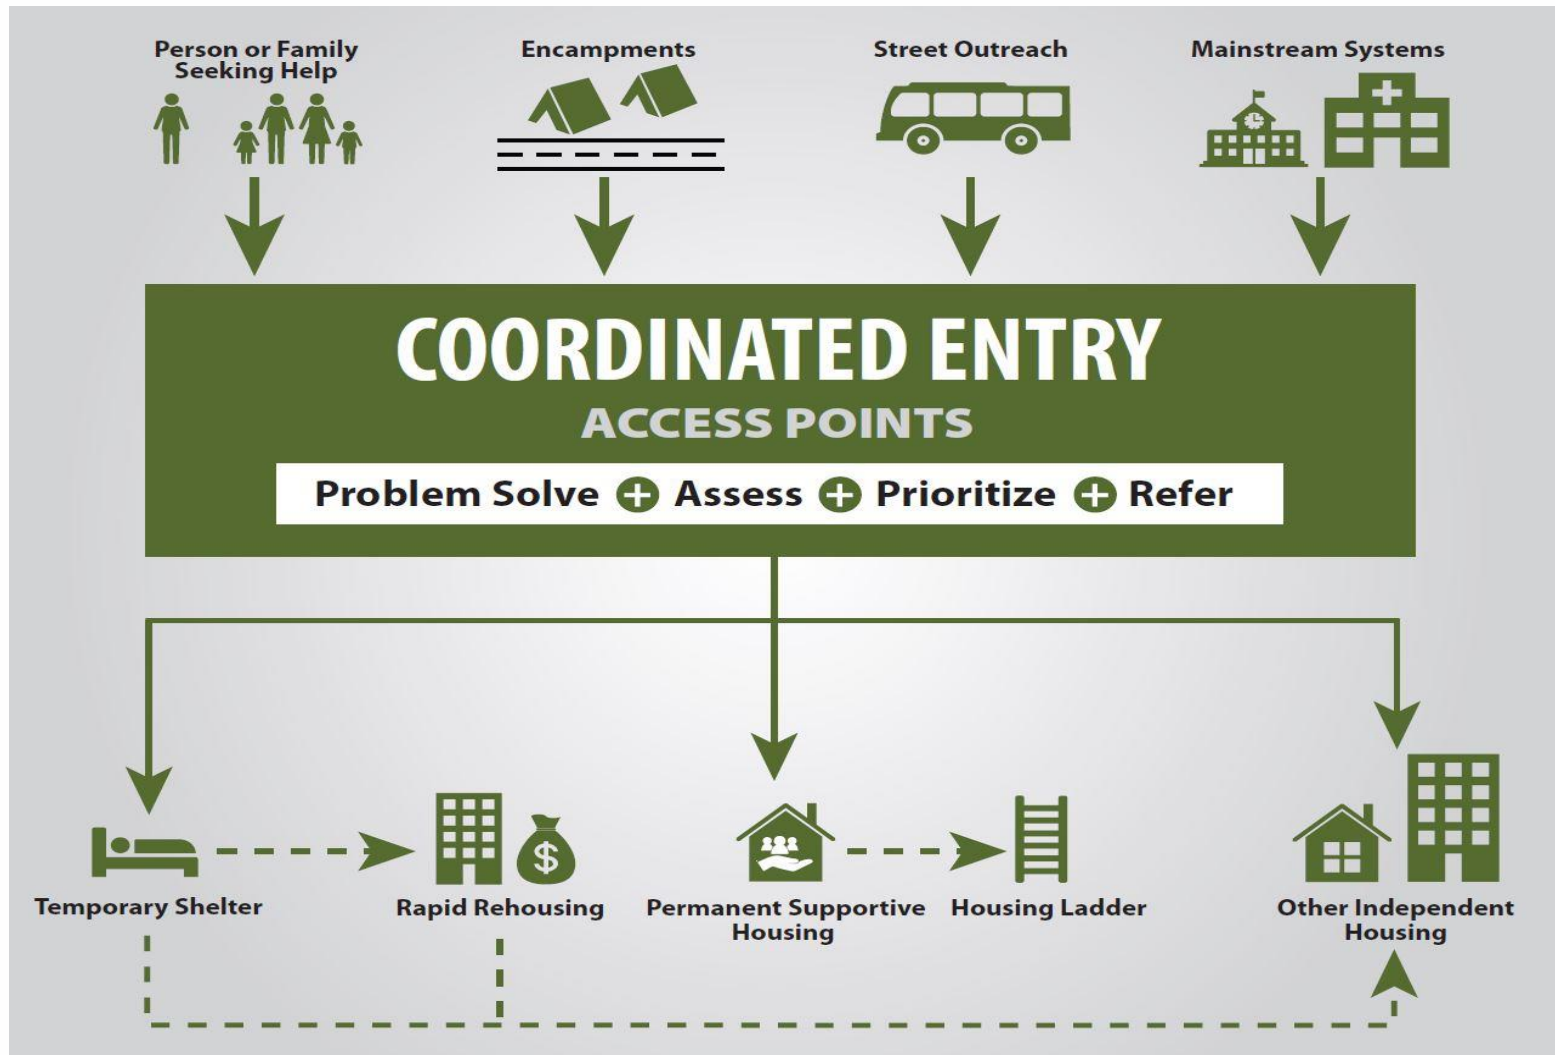 Person or Family
Seeking Help
Encampments
Street Outreach
Mainstream Systems
COORDINATED ENTRY
ACCESS POINTS
Problem Solve + Assess + Prioritize + Refer
$
Temporary Shelter
Rapid Rehousing
Permanent Supportive
Housing
Housing Ladder
Other Independent
Housing